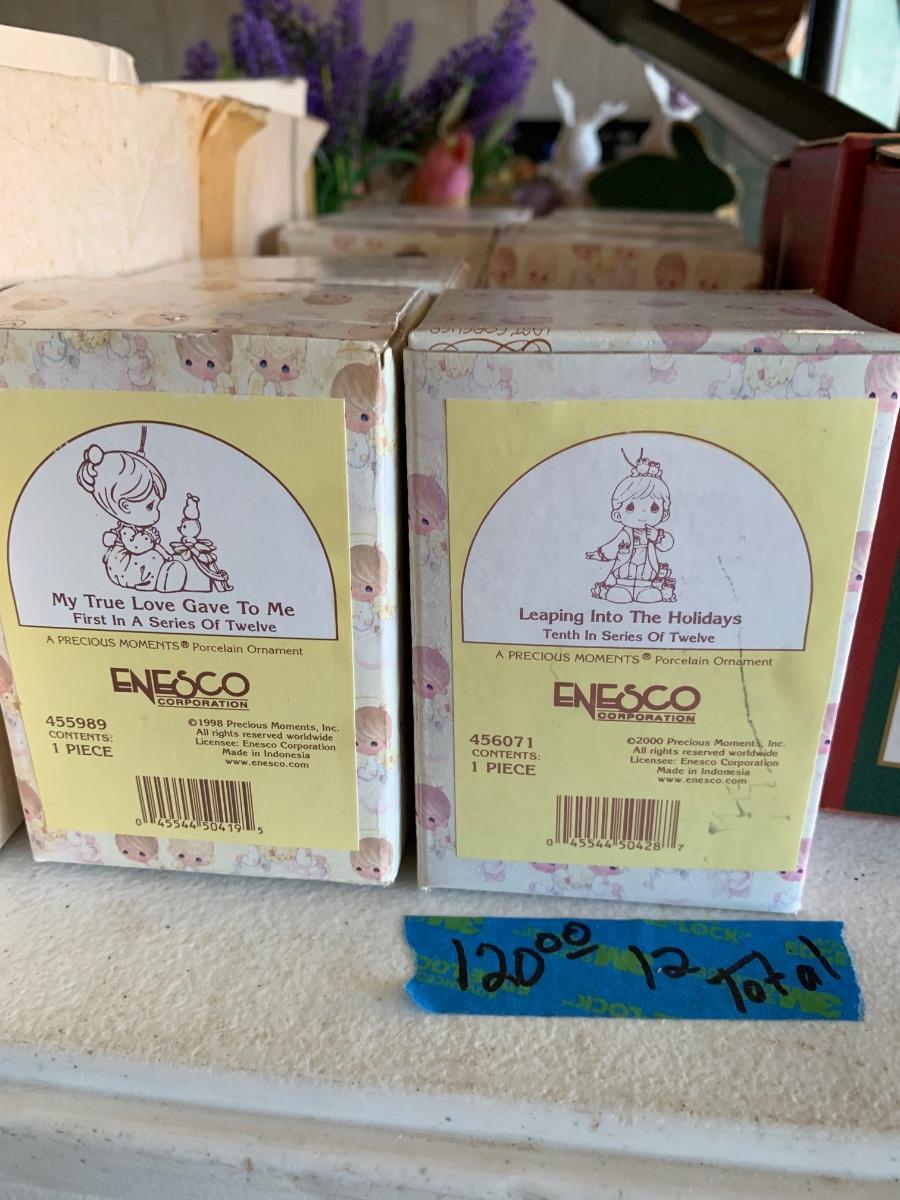 My True Love Gave To Me
First In A Series Of Twelve
A PRECIOUS MOMENTS® Porcelain Ornament
ENESCO
CORPORATION
455989
CONTENTS:
1 PIECE
©1998 Precious Moments, Inc.
All rights reserved worldwide
Licensee: Enesco Corporation
Made in Indonesia
www.enesco.com
0 45544 50419 5
LAST FOREVER
Leaping Into The Holidays
Tenth In Series Of Twelve
A PRECIOUS MOMENTS® Porcelain Ornament
ENESCO
CORPORATION
456071
CONTENTS:
1 PIECE
©2000 Precious Moments, Inc.
All rights reserved worldwide
Licensee: Enesco Corporation
Made in Indonesia
www.enesco.com
0 45544 50428 7
120.00 12 Total